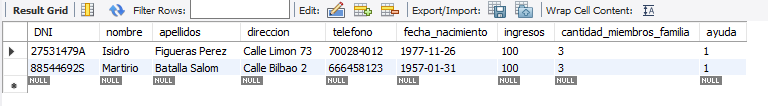 Result Grid Filter Rows: Edit: Export/Import: Wrap Cell Content: IA
DNI nombre apellidos direccion telefono fecha_nacimiento ingresos cantidad_miembros_familia ayuda
27531479A Isidro Figueras Perez Calle Limon 73 700284012 1977-11-26 100 3 1
88544692S Martirio Batalla Salom Calle Bilbao 2 666458123 1957-01-31 100 3 1
NULL NULL NULL NULL NULL NULL NULL NULL NULL